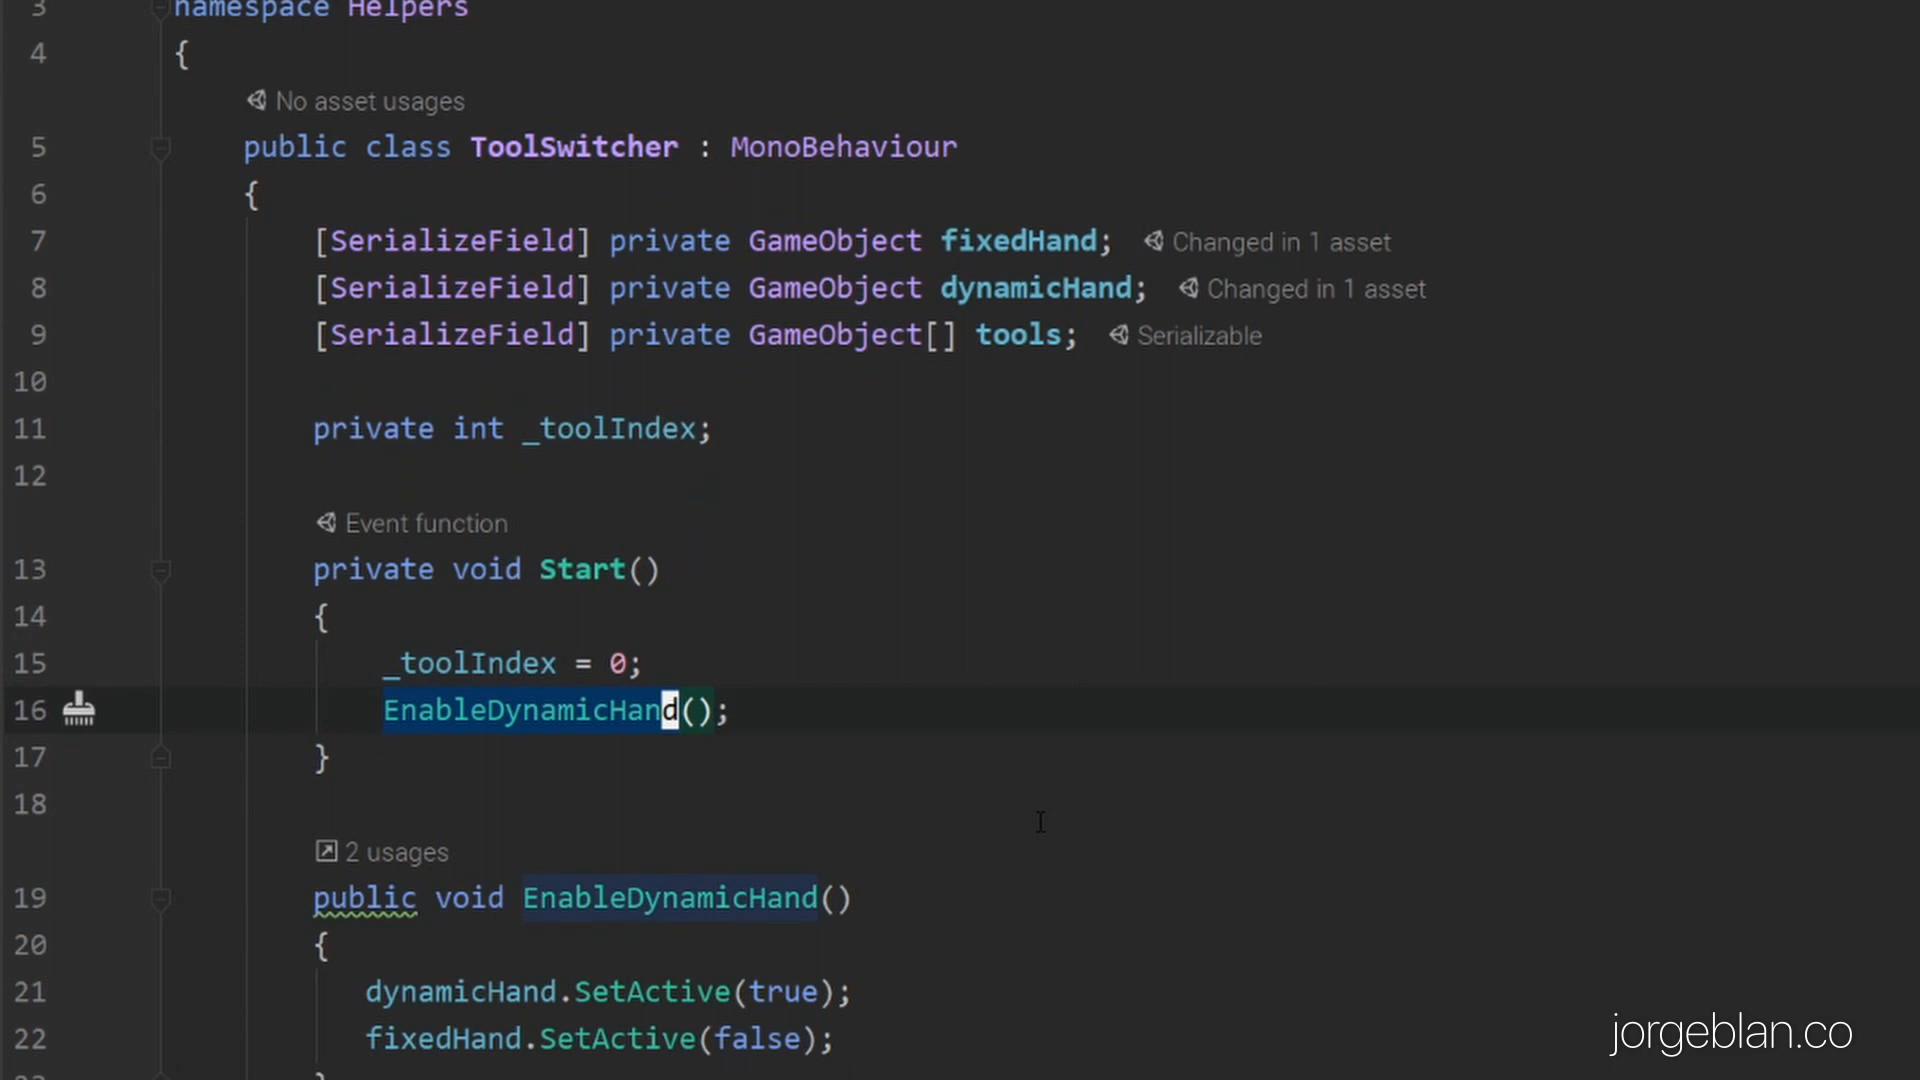 3 namespace Helpers
4 {
No asset usages
5 public class ToolSwitcher : MonoBehaviour
6 {
7 [SerializeField] private GameObject fixedHand; Changed in 1 asset
8 [SerializeField] private GameObject dynamicHand; Changed in 1 asset
9 [SerializeField] private GameObject[] tools; Serializable
10
11 private int _toolIndex;
12
Event function
13 private void Start()
14 {
15 _toolIndex = 0;
16 EnableDynamicHand();
17 }
18
2 usages
19 public void EnableDynamicHand()
20 {
21 dynamicHand.SetActive(true);
22 fixedHand.SetActive(false);
}
jorgeblan.co